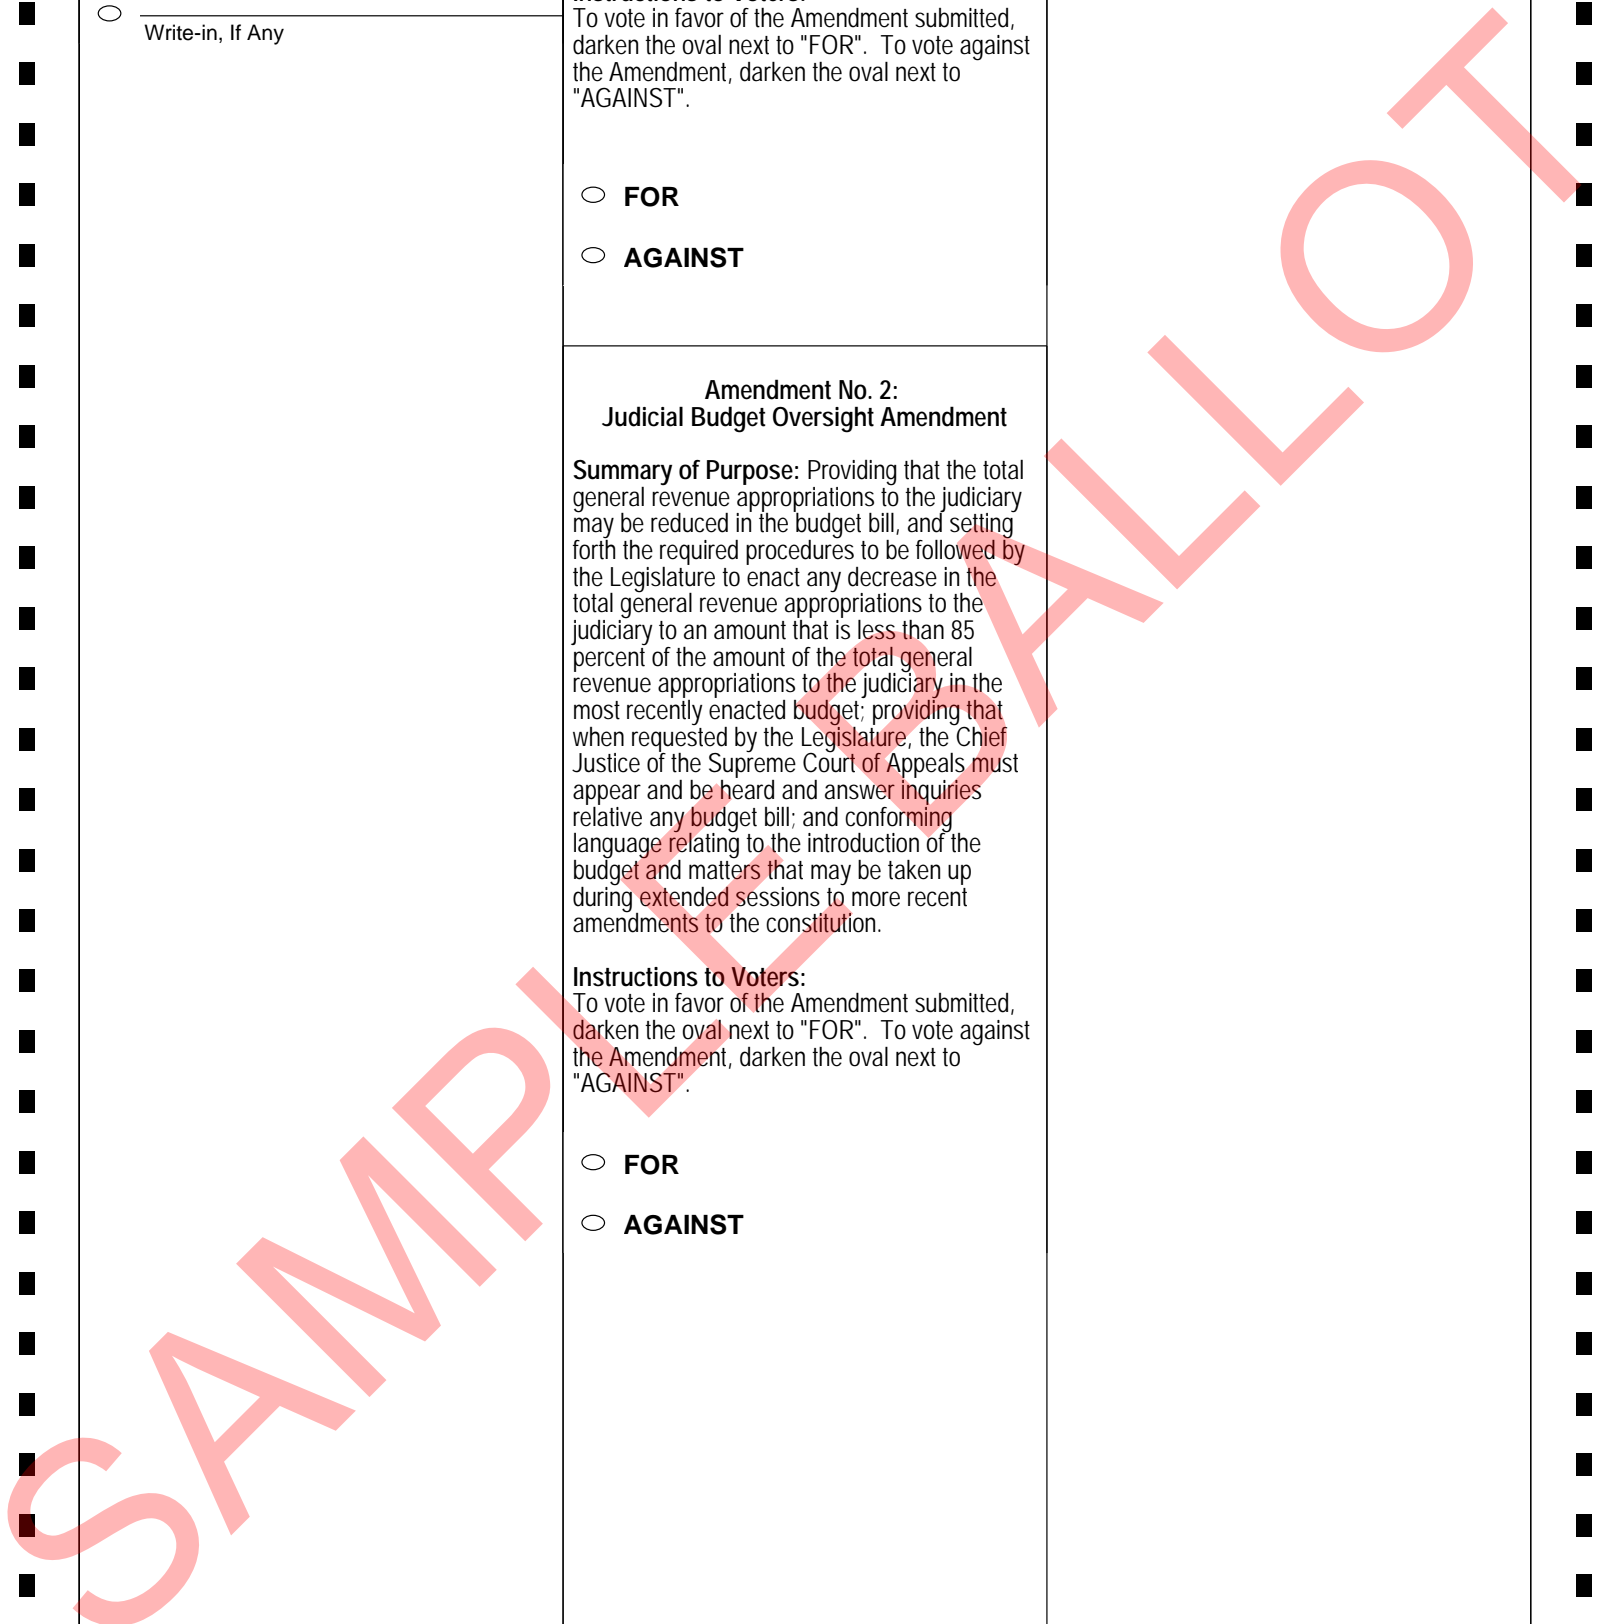 Write-in, If Any
To vote in favor of the Amendment submitted,
darken the oval next to "FOR".  To vote against
the Amendment, darken the oval next to
"AGAINST".
FOR
AGAINST
Amendment No. 2:
Judicial Budget Oversight Amendment
Summary of Purpose: Providing that the total
general revenue appropriations to the judiciary
may be reduced in the budget bill, and setting
forth the required procedures to be followed by
the Legislature to enact any decrease in the
total general revenue appropriations to the
judiciary to an amount that is less than 85
percent of the amount of the total general
revenue appropriations to the judiciary in the
most recently enacted budget; providing that
when requested by the Legislature, the Chief
Justice of the Supreme Court of Appeals must
appear and be heard and answer inquiries
relative any budget bill; and conforming
language relating to the introduction of the
budget and matters that may be taken up
during extended sessions to more recent
amendments to the constitution.
Instructions to Voters:
To vote in favor of the Amendment submitted,
darken the oval next to "FOR".  To vote against
the Amendment, darken the oval next to
"AGAINST".
FOR
AGAINST
SAMPLE BALLOT